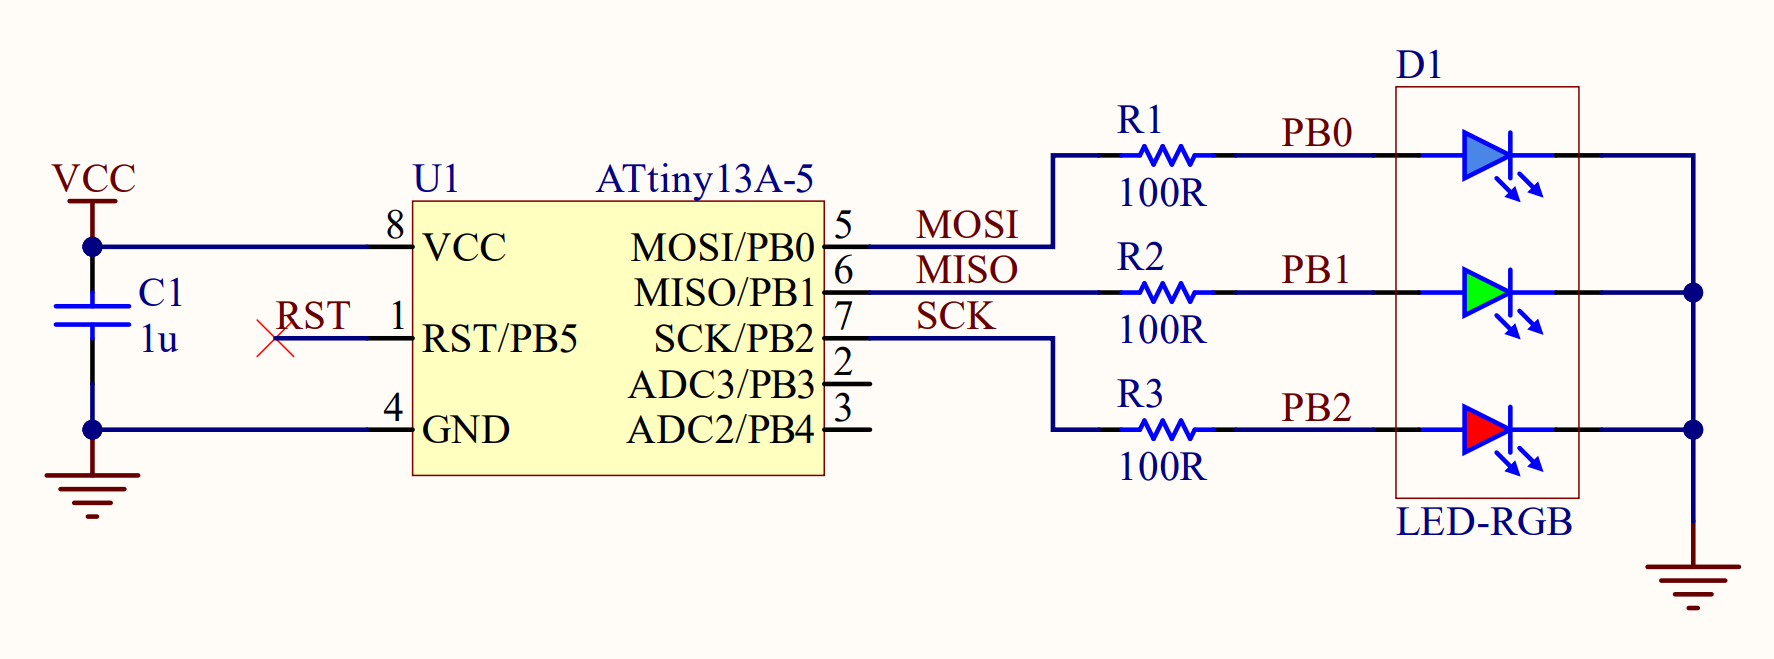 VCC
C1
1u
RST
U1
ATtiny13A-5
8
VCC
1
RST/PB5
4
GND
MOSI/PB0
5
MISO/PB1
6
SCK/PB2
7
ADC3/PB3
2
ADC2/PB4
3
MOSI
MISO
SCK
R1
100R
R2
100R
R3
100R
PB0
PB1
PB2
D1
LED-RGB